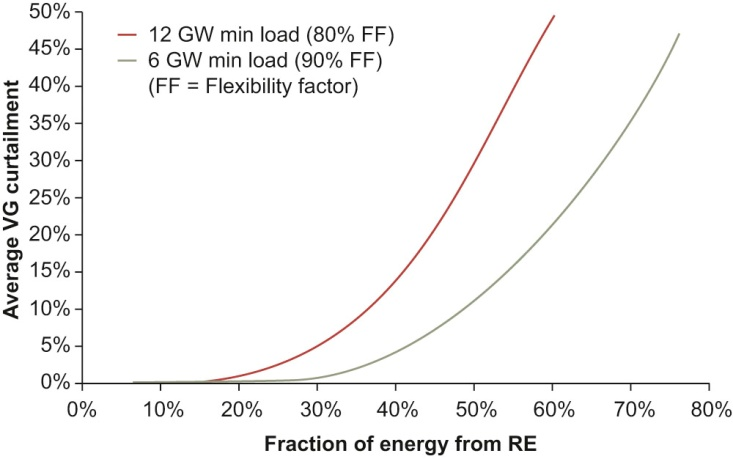 50%
45%
40%
35%
30%
25%
20%
15%
10%
5%
0%
Average VG curtailment
12 GW min load (80% FF)
6 GW min load (90% FF)
(FF = Flexibility factor)
0% 10% 20% 30% 40% 50% 60% 70% 80%
Fraction of energy from RE